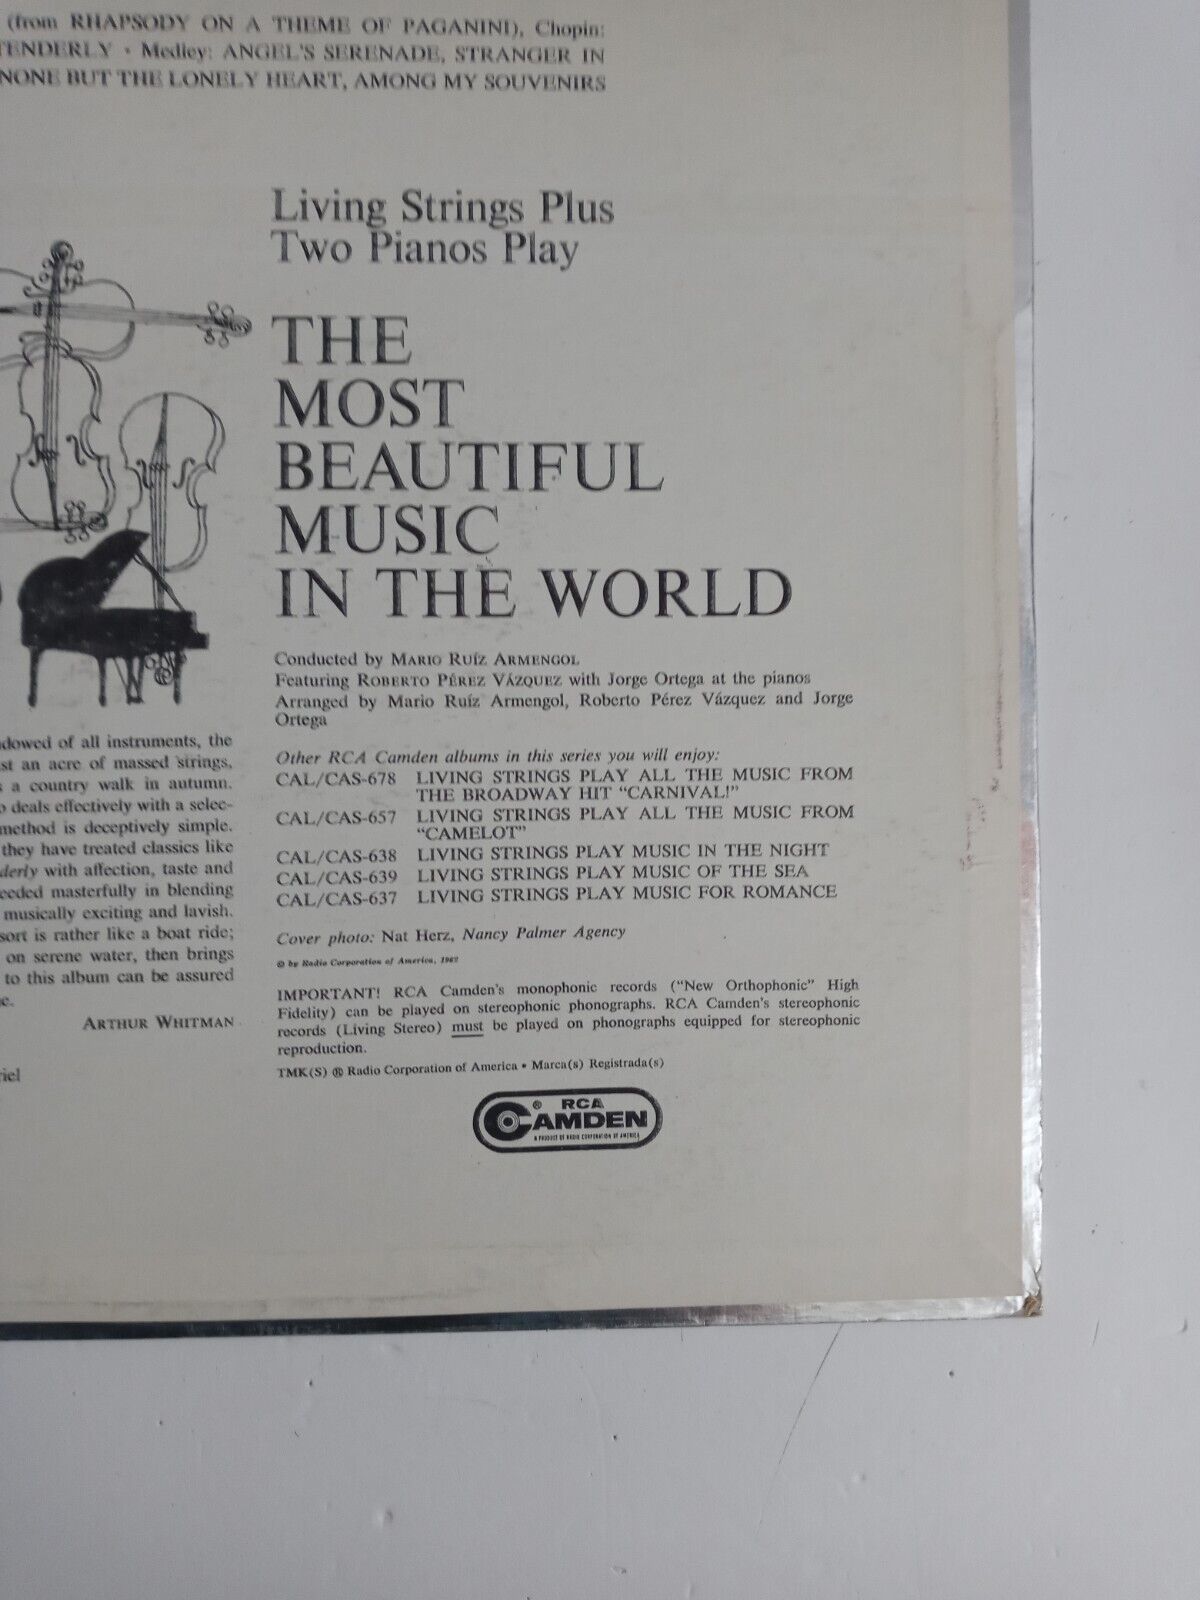 (from RHAPSODY ON A THEME OF PAGANINI), Chopin:
TENDERLY • Medley: ANGEL'S SERENADE, STRANGER IN
NONE BUT THE LONELY HEART, AMONG MY SOUVENIRS
Living Strings Plus
Two Pianos Play
THE
MOST
BEAUTIFUL
MUSIC
IN THE WORLD
Conducted by MARIO RUÍZ ARMENGOL
Featuring ROBERTO PÉREZ VÁZQUEZ with Jorge Ortega at the pianos
Arranged by Mario Ruíz Armengol, Roberto Pérez Vázquez and Jorge
Ortega
Other RCA Camden albums in this series you will enjoy:
CAL/CAS-678 LIVING STRINGS PLAY ALL THE MUSIC FROM
THE BROADWAY HIT "CARNIVAL!"
CAL/CAS-657 LIVING STRINGS PLAY ALL THE MUSIC FROM
"CAMELOT"
CAL/CAS-638 LIVING STRINGS PLAY MUSIC IN THE NIGHT
CAL/CAS-639 LIVING STRINGS PLAY MUSIC OF THE SEA
CAL/CAS-637 LIVING STRINGS PLAY MUSIC FOR ROMANCE
Cover photo: Nat Herz, Nancy Palmer Agency
© by Radio Corporation of America, 1962
IMPORTANT! RCA Camden's monophonic records ("New Orthophonic" High
Fidelity) can be played on stereophonic phonographs. RCA Camden's stereophonic
records (Living Stereo) must be played on phonographs equipped for stereophonic
reproduction.
TMK(S) ® Radio Corporation of America • Marca(s) Registrada(s)
® RCA
CAMDEN
A PRODUCT OF RADIO CORPORATION OF AMERICA
dowed of all instruments, the
st an acre of massed strings,
s a country walk in autumn.
o deals effectively with a selec-
method is deceptively simple.
they have treated classics like
derly with affection, taste and
eeded masterfully in blending
musically exciting and lavish.
sort is rather like a boat ride;
on serene water, then brings
to this album can be assured
e.
ARTHUR WHITMAN
riel